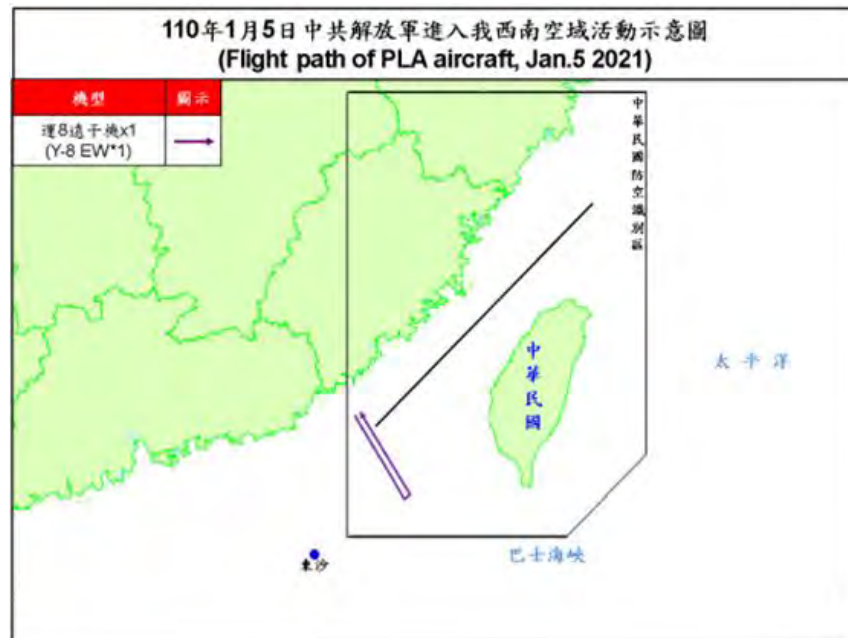 110年1月5日中共解放軍進入我西南空域活動示意圖
(Flight path of PLA aircraft, Jan.5 2021)
機型 圖示
運8遠干機x1
(Y-8 EW*1)
中華民國防空識別區
中華民國
太平洋
巴士海峽
東沙